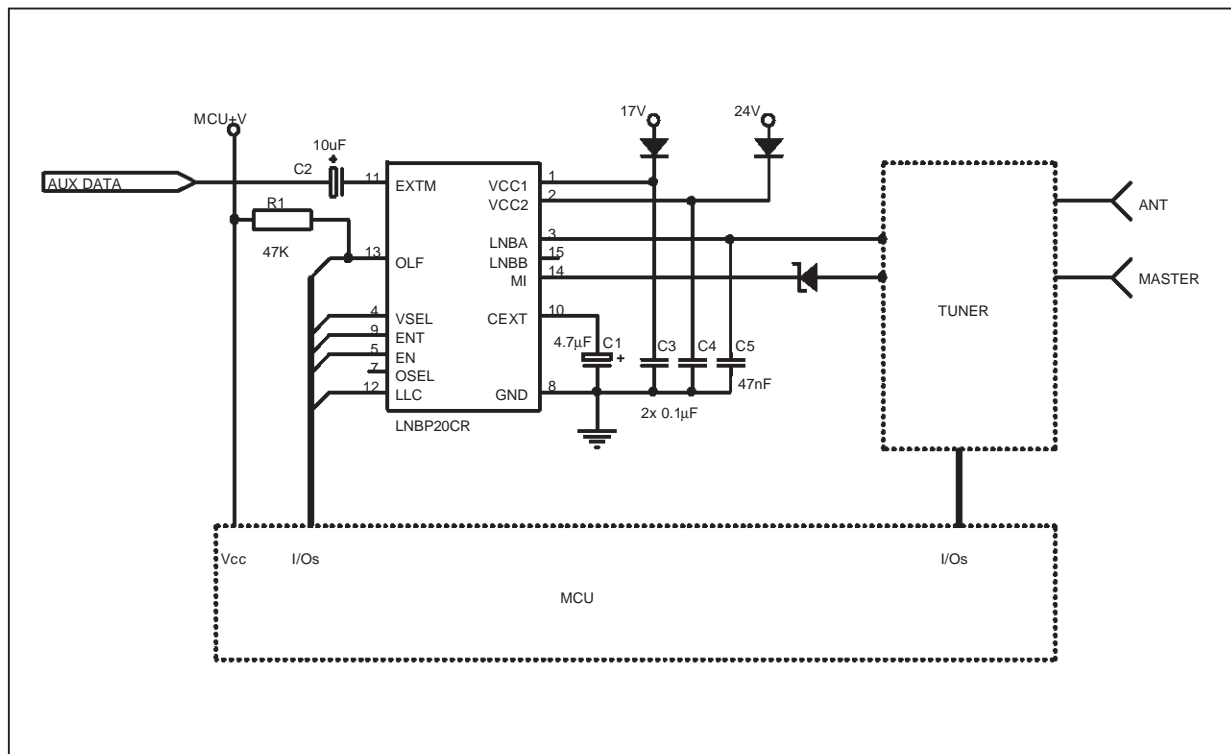 17V
24V
MCU+V
10uF
+
C2
AUX DATA
11
EXTM
VCC1
1
VCC2
2
R1
47K
13
OLF
LNBA
3
LNBB
15
MI
14
4
VSEL
9
ENT
5
EN
7
OSEL
12
LLC
CEXT
10
GND
8
LNBP20CR
4.7µF
C1
+
C3
C4
C5
47nF
2x 0.1µF
TUNER
ANT
MASTER
Vcc
I/Os
I/Os
MCU